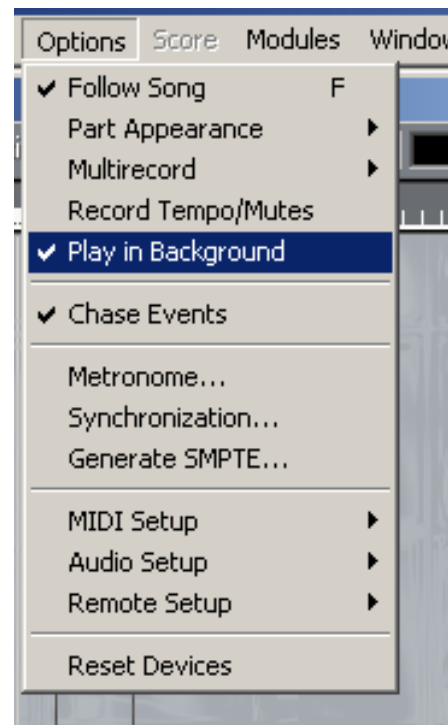 Options Score Modules Window
Follow Song F
Part Appearance
Multirecord
Record Tempo/Mutes
Play in Background
Chase Events
Metronome...
Synchronization...
Generate SMPTE...
MIDI Setup
Audio Setup
Remote Setup
Reset Devices